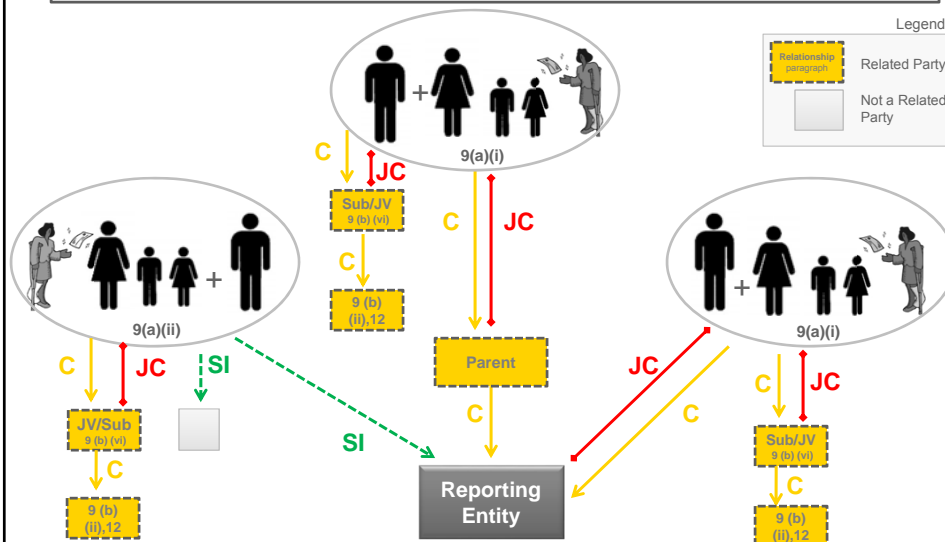 Legend
Relationship
paragraph
Related Party
Not a Related
Party
+
9(a)(i)
C
JC
Sub/JV
9 (b) (vi)
C
9 (b)
(ii),12
C
JC
Parent
C
+
9(a)(ii)
C
JC
SI
JV/Sub
9 (b) (vi)
C
9 (b)
(ii),12
SI
Reporting
Entity
+
9(a)(i)
JC
C
C
JC
Sub/JV
9 (b) (vi)
C
9 (b)
(ii),12